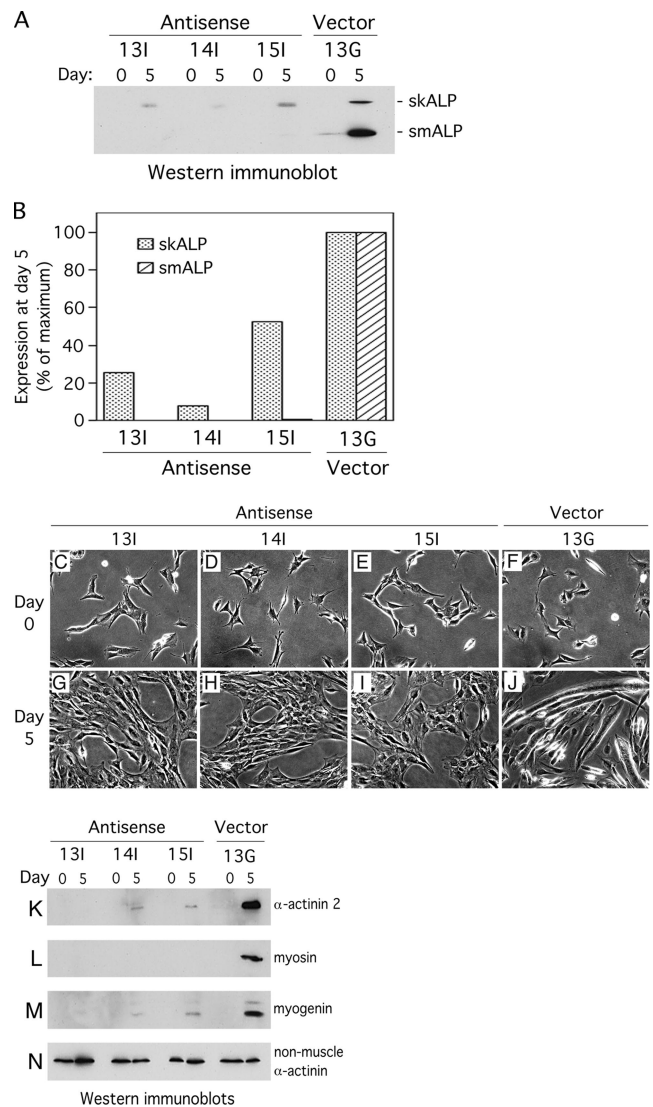 A
Antisense Vector
13I 14I 15I 13G
Day: 0 5 0 5 0 5 0 5
- skALP
- smALP
Western immunoblot
B
Expression at day 5
(% of maximum)
100
80
60
40
20
0
skALP
smALP
13I 14I 15I 13G
Antisense Vector
Antisense Vector
13I 14I 15I 13G
Day 0
C D E F
Day 5
G H I J
Antisense Vector
13I 14I 15I 13G
Day 0 5 0 5 0 5 0 5
K α-actinin 2
L myosin
M myogenin
N non-muscle
α-actinin
Western immunoblots